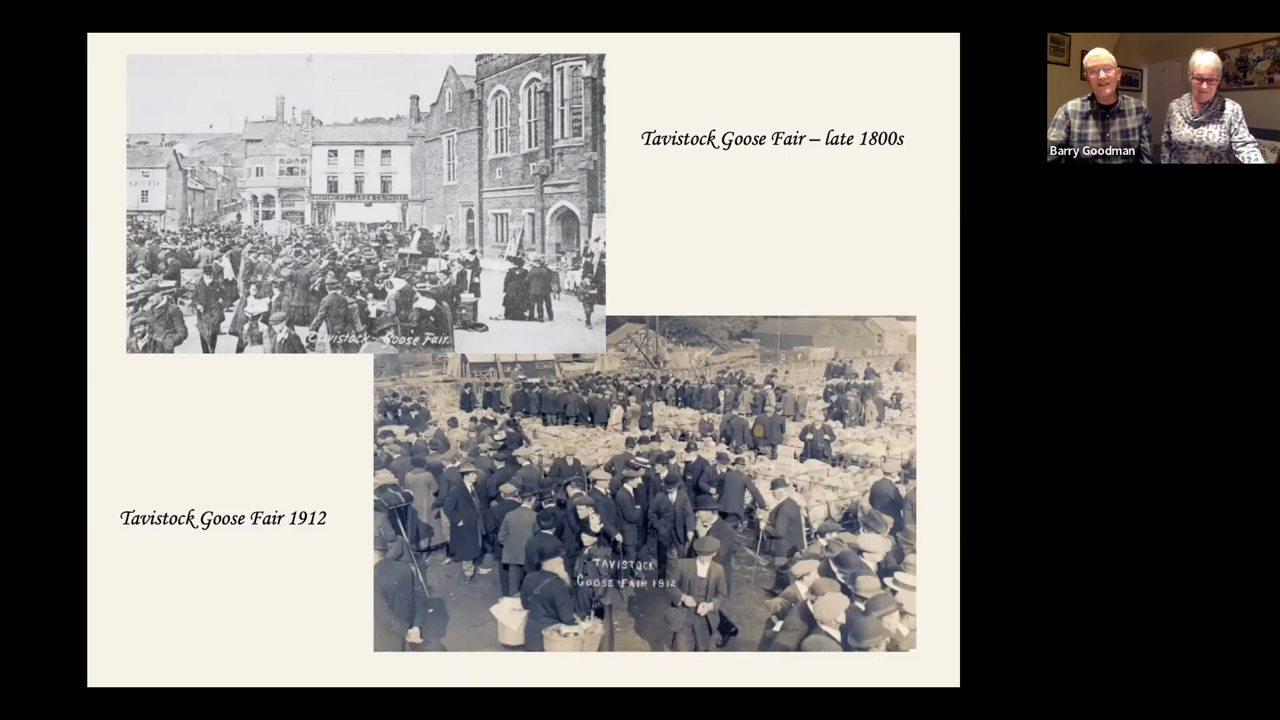 Tavistock Goose Fair – late 1800s
Tavistock Goose Fair.
Tavistock Goose Fair 1912
TAVISTOCK
GOOSE FAIR 1912
Barry Goodman